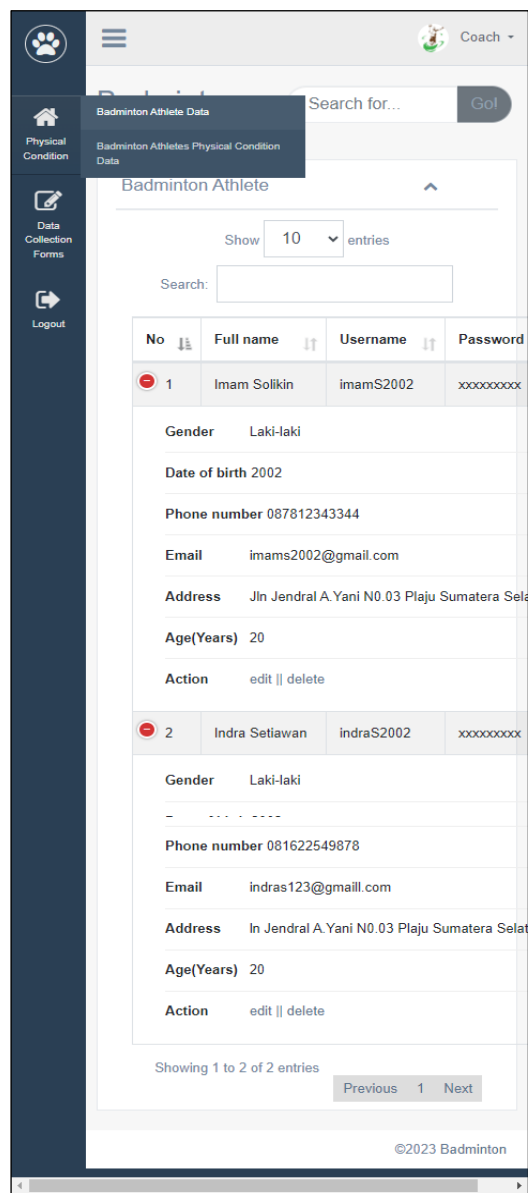 Coach
Search for...
Go!
Physical
Condition
Badminton Athlete Data
Badminton Athletes Physical Condition
Data
Data
Collection
Forms
Logout
Badminton Athlete
Show 10 entries
Search:
No Full name Username Password
1 Imam Solikin imamS2002 xxxxxxxxx
Gender Laki-laki
Date of birth 2002
Phone number 087812343344
Email imams2002@gmail.com
Address Jln Jendral A.Yani N0.03 Plaju Sumatera Sela
Age(Years) 20
Action edit || delete
2 Indra Setiawan indraS2002 xxxxxxxxx
Gender Laki-laki
Phone number 081622549878
Email indras123@gmaill.com
Address ln Jendral A.Yani N0.03 Plaju Sumatera Selat
Age(Years) 20
Action edit || delete
Showing 1 to 2 of 2 entries
Previous 1 Next
©2023 Badminton